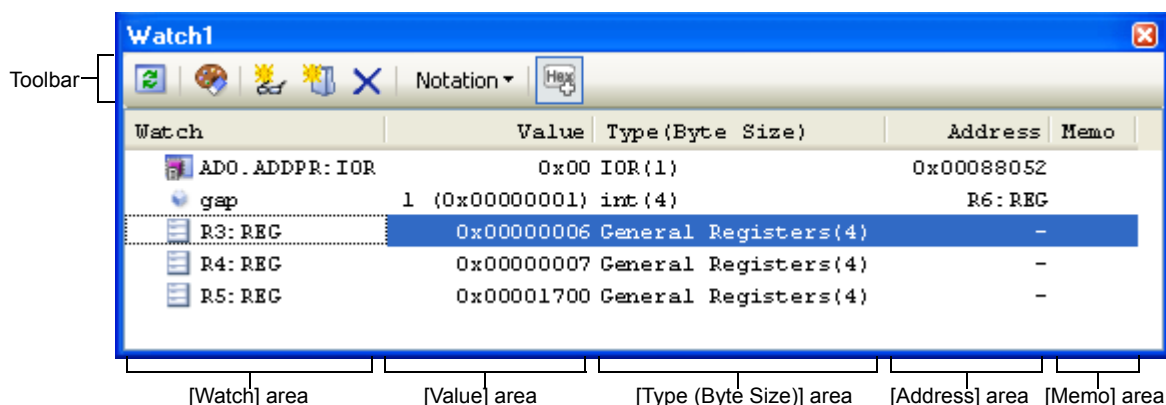 Watch1
Toolbar
Notation
Hex
Watch Value Type(Byte Size) Address Memo
AD0.ADDPR:IOR 0x00 IOR(1) 0x00088052
gap 1 (0x00000001) int(4) R6:REG
R3:REG 0x00000006 General Registers(4) -
R4:REG 0x00000007 General Registers(4) -
R5:REG 0x00001700 General Registers(4) -
[Watch] area [Value] area [Type (Byte Size)] area [Address] area [Memo] area